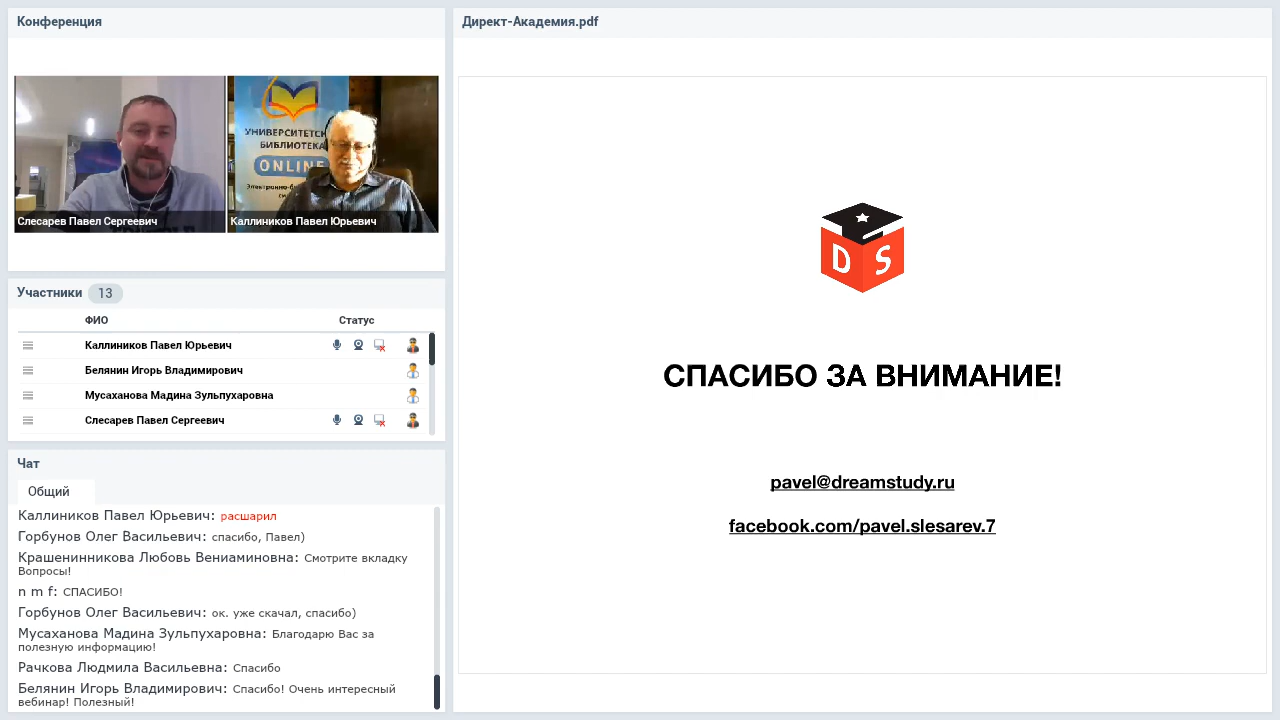 Конференция
УНИВЕРСИТЕТСК
БИБЛИОТЕКА
ONLINE
Слесарев Павел Сергеевич
Каллиников Павел Юрьевич
Участники 13
ФИО Статус
Каллиников Павел Юрьевич
Белянин Игорь Владимирович
Мусаханова Мадина Зульпухаровна
Слесарев Павел Сергеевич
Чат
Общий
Каллиников Павел Юрьевич: расшарил
Горбунов Олег Васильевич: спасибо, Павел)
Крашенинникова Любовь Вениаминовна: Смотрите вкладку
Вопросы!
n m f: СПАСИБО!
Горбунов Олег Васильевич: ок. уже скачал, спасибо)
Мусаханова Мадина Зульпухаровна: Благодарю Вас за
полезную информацию!
Рачкова Людмила Васильевна: Спасибо
Белянин Игорь Владимирович: Спасибо! Очень интересный
вебинар! Полезный!
Директ-Академия.pdf
D S
СПАСИБО ЗА ВНИМАНИЕ!
pavel@dreamstudy.ru
facebook.com/pavel.slesarev.7